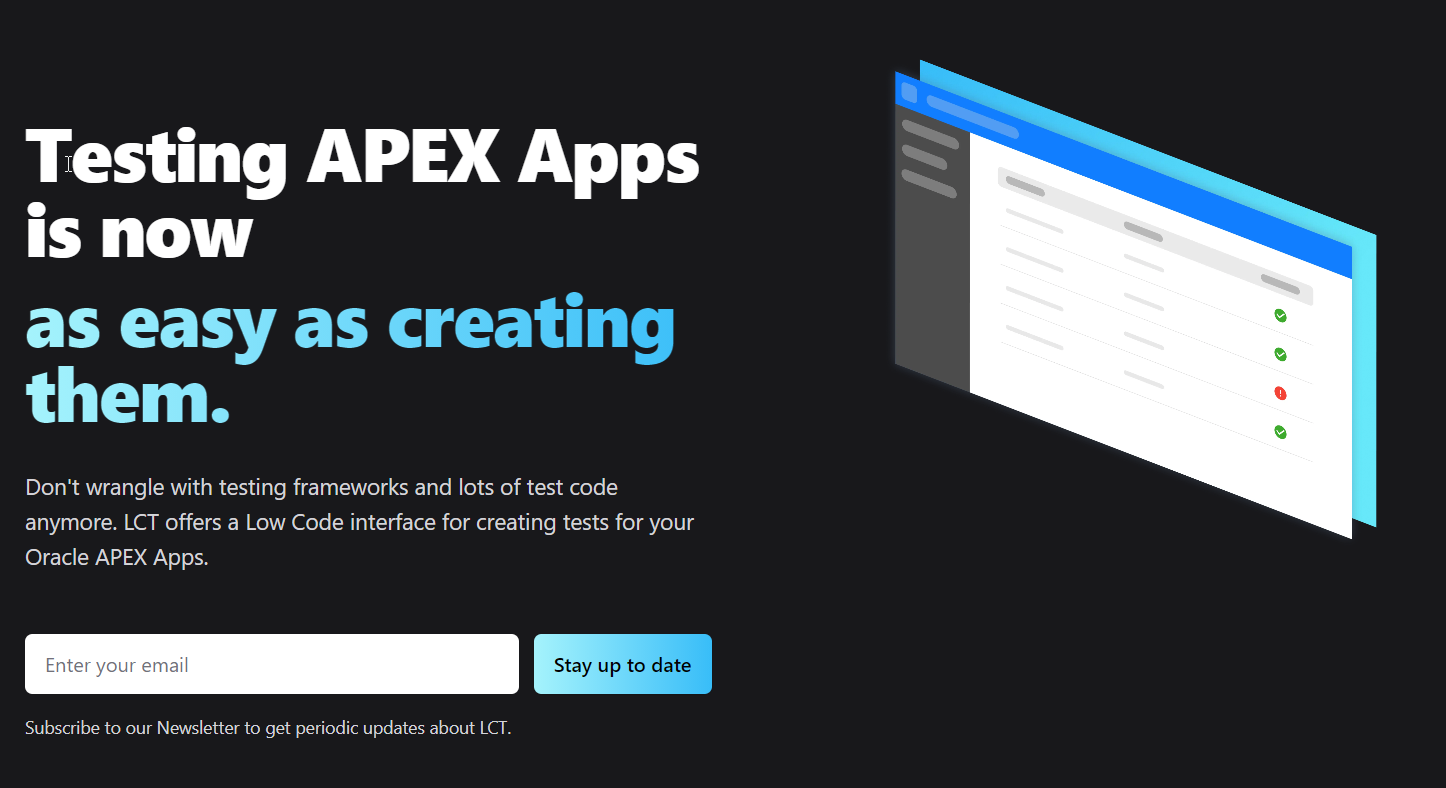 Testing APEX Apps
is now
as easy as creating
them.
Don't wrangle with testing frameworks and lots of test code
anymore. LCT offers a Low Code interface for creating tests for your
Oracle APEX Apps.
Enter your email
Stay up to date
Subscribe to our Newsletter to get periodic updates about LCT.